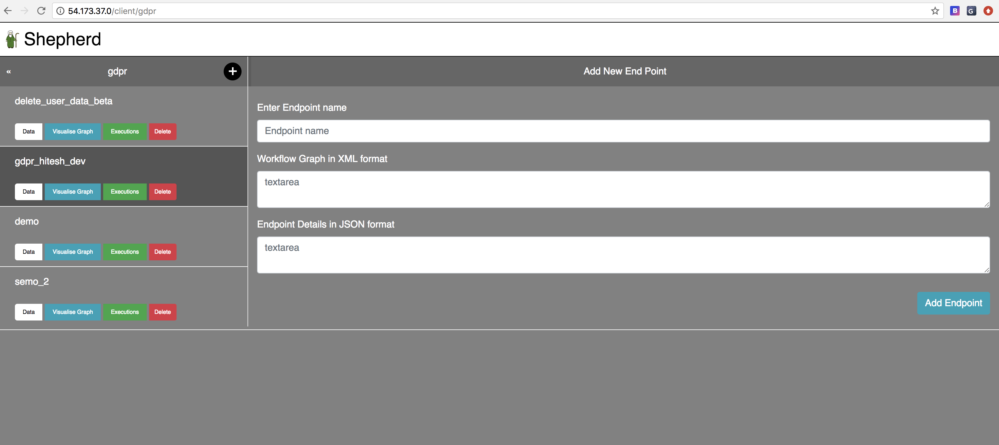 54.173.37.0/client/gdpr
B
G
Shepherd
« gdpr +
Add New End Point
delete_user_data_beta
Data Visualise Graph Executions Delete
gdpr_hitesh_dev
Data Visualise Graph Executions Delete
demo
Data Visualise Graph Executions Delete
semo_2
Data Visualise Graph Executions Delete
Enter Endpoint name
Endpoint name
Workflow Graph in XML format
textarea
Endpoint Details in JSON format
textarea
Add Endpoint